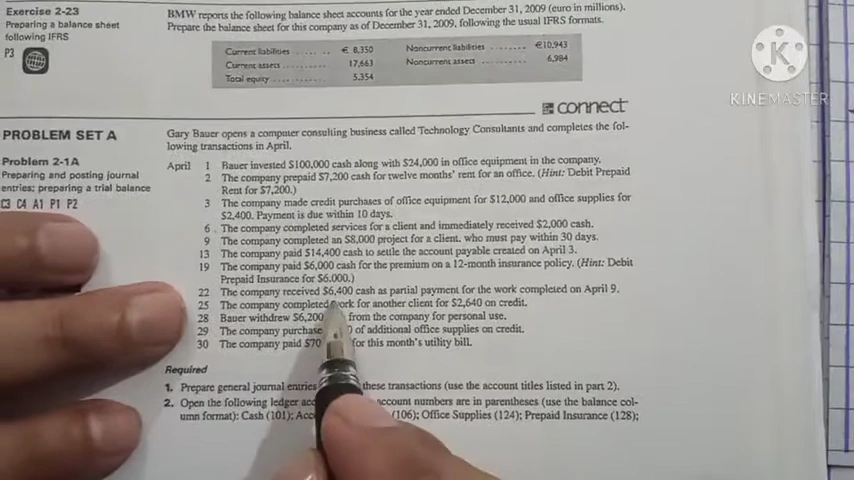 Exercise 2-23
Preparing a balance sheet
following IFRS
P3
BMW reports the following balance sheet accounts for the year ended December 31, 2009 (euro in millions).
Prepare the balance sheet for this company as of December 31, 2009, following the usual IFRS formats.
Current liabilities . . . . . . . . € 8,350 Noncurrent liabilities . . . . . . . . €10,943
Current assets . . . . . . . . . . . 17,663 Noncurrent assets . . . . . . . . . . . 6,984
Total equity . . . . . . . . . . . . 5,354
connect
KINEMASTER
PROBLEM SET A
Problem 2-1A
Preparing and posting journal
entries; preparing a trial balance
C3 C4 A1 P1 P2
Gary Bauer opens a computer consulting business called Technology Consultants and completes the fol-
lowing transactions in April.
April 1 Bauer invested $100,000 cash along with $24,000 in office equipment in the company.
2 The company prepaid $7,200 cash for twelve months' rent for an office. (Hint: Debit Prepaid
Rent for $7,200.)
3 The company made credit purchases of office equipment for $12,000 and office supplies for
$2,400. Payment is due within 10 days.
6 The company completed services for a client and immediately received $2,000 cash.
9 The company completed an $8,000 project for a client, who must pay within 30 days.
13 The company paid $14,400 cash to settle the account payable created on April 3.
19 The company paid $6,000 cash for the premium on a 12-month insurance policy. (Hint: Debit
Prepaid Insurance for $6,000.)
22 The company received $6,400 cash as partial payment for the work completed on April 9.
25 The company completed work for another client for $2,640 on credit.
28 Bauer withdrew $6,200 from the company for personal use.
29 The company of additional office supplies on credit.
30 The company paid for this month's utility bill.
Required
1. Prepare general journal entries these transactions (use the account titles listed in part 2).
2. Open the following ledger account numbers are in parentheses (use the balance col-
umn format): Cash (101); (106); Office Supplies (124); Prepaid Insurance (128);